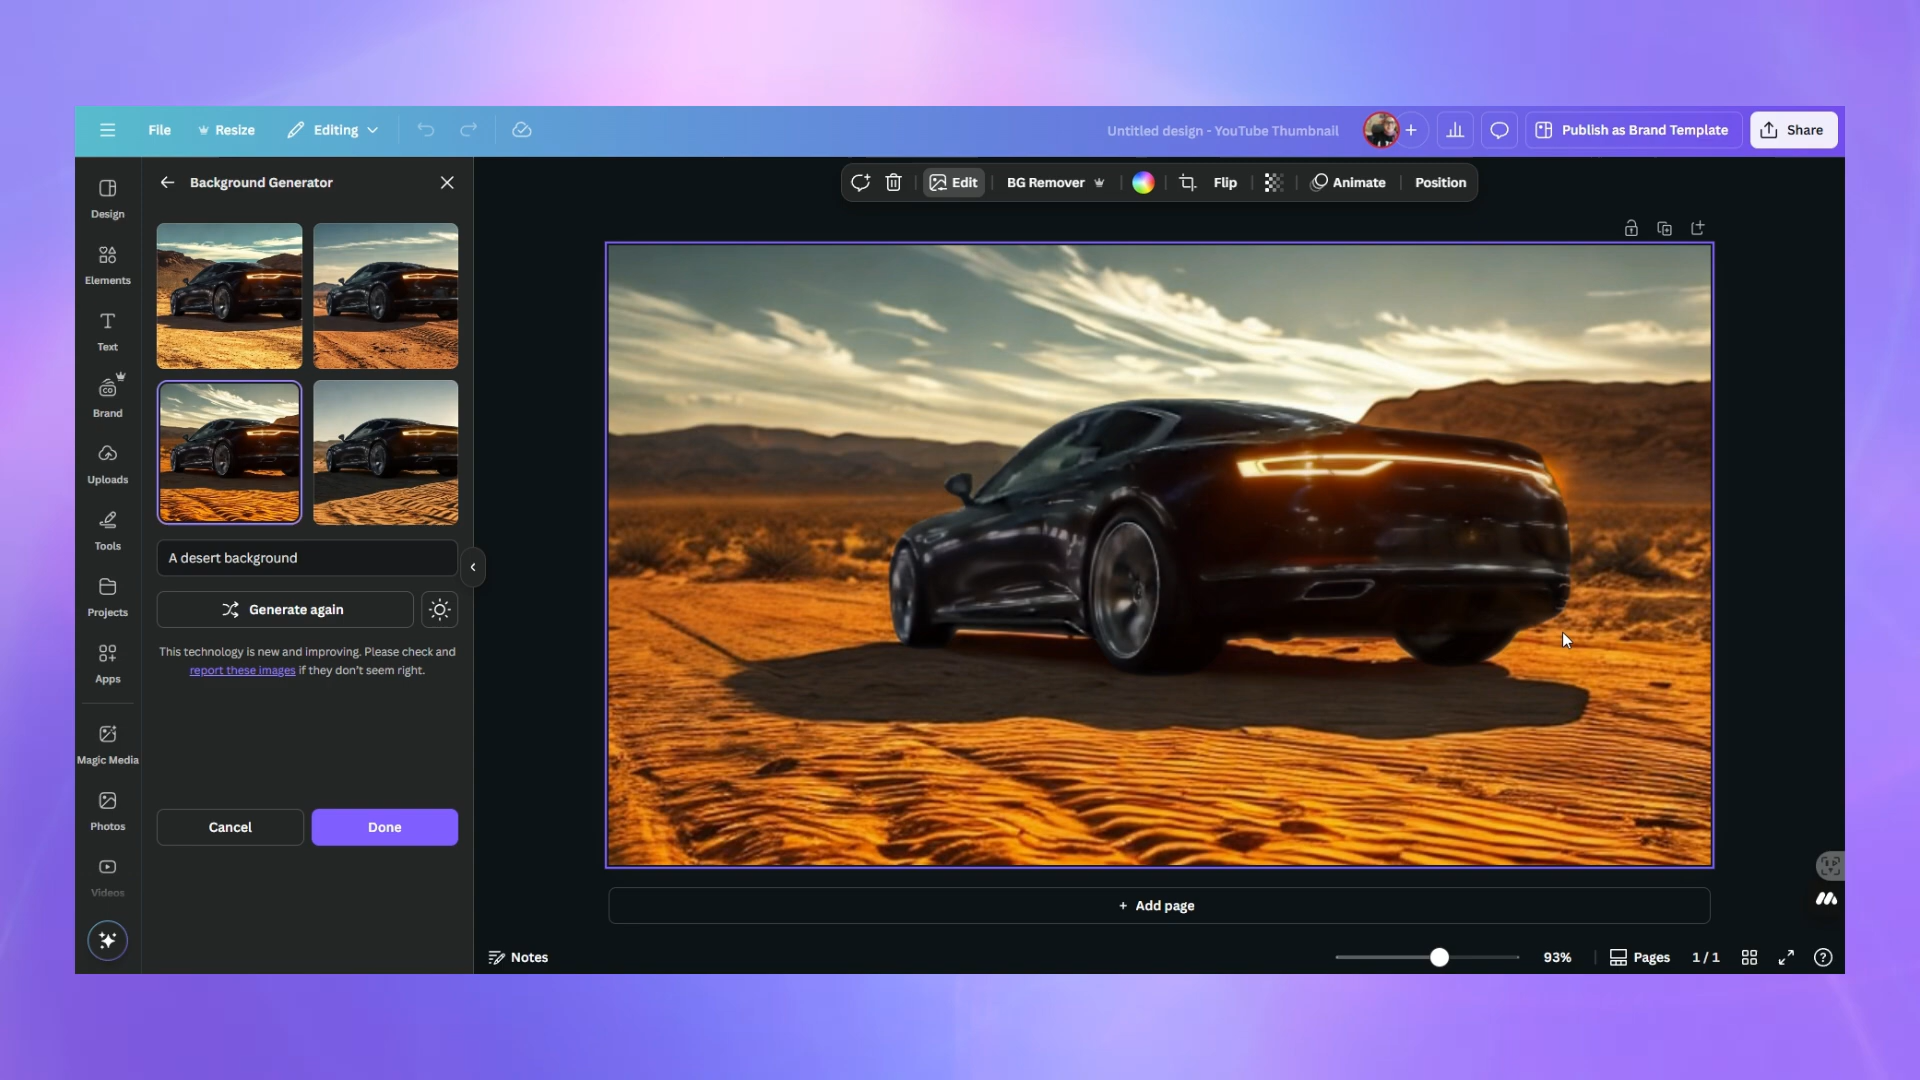 File
Resize
Editing
Untitled design - YouTube Thumbnail
+
Publish as Brand Template
Share
Design
Elements
Text
Brand
Uploads
Tools
Projects
Apps
Magic Media
Photos
Videos
Background Generator
A desert background
Generate again
This technology is new and improving. Please check and
report these images if they don't seem right.
Cancel
Done
Edit
BG Remover
Flip
Animate
Position
+ Add page
Notes
93%
Pages
1 / 1